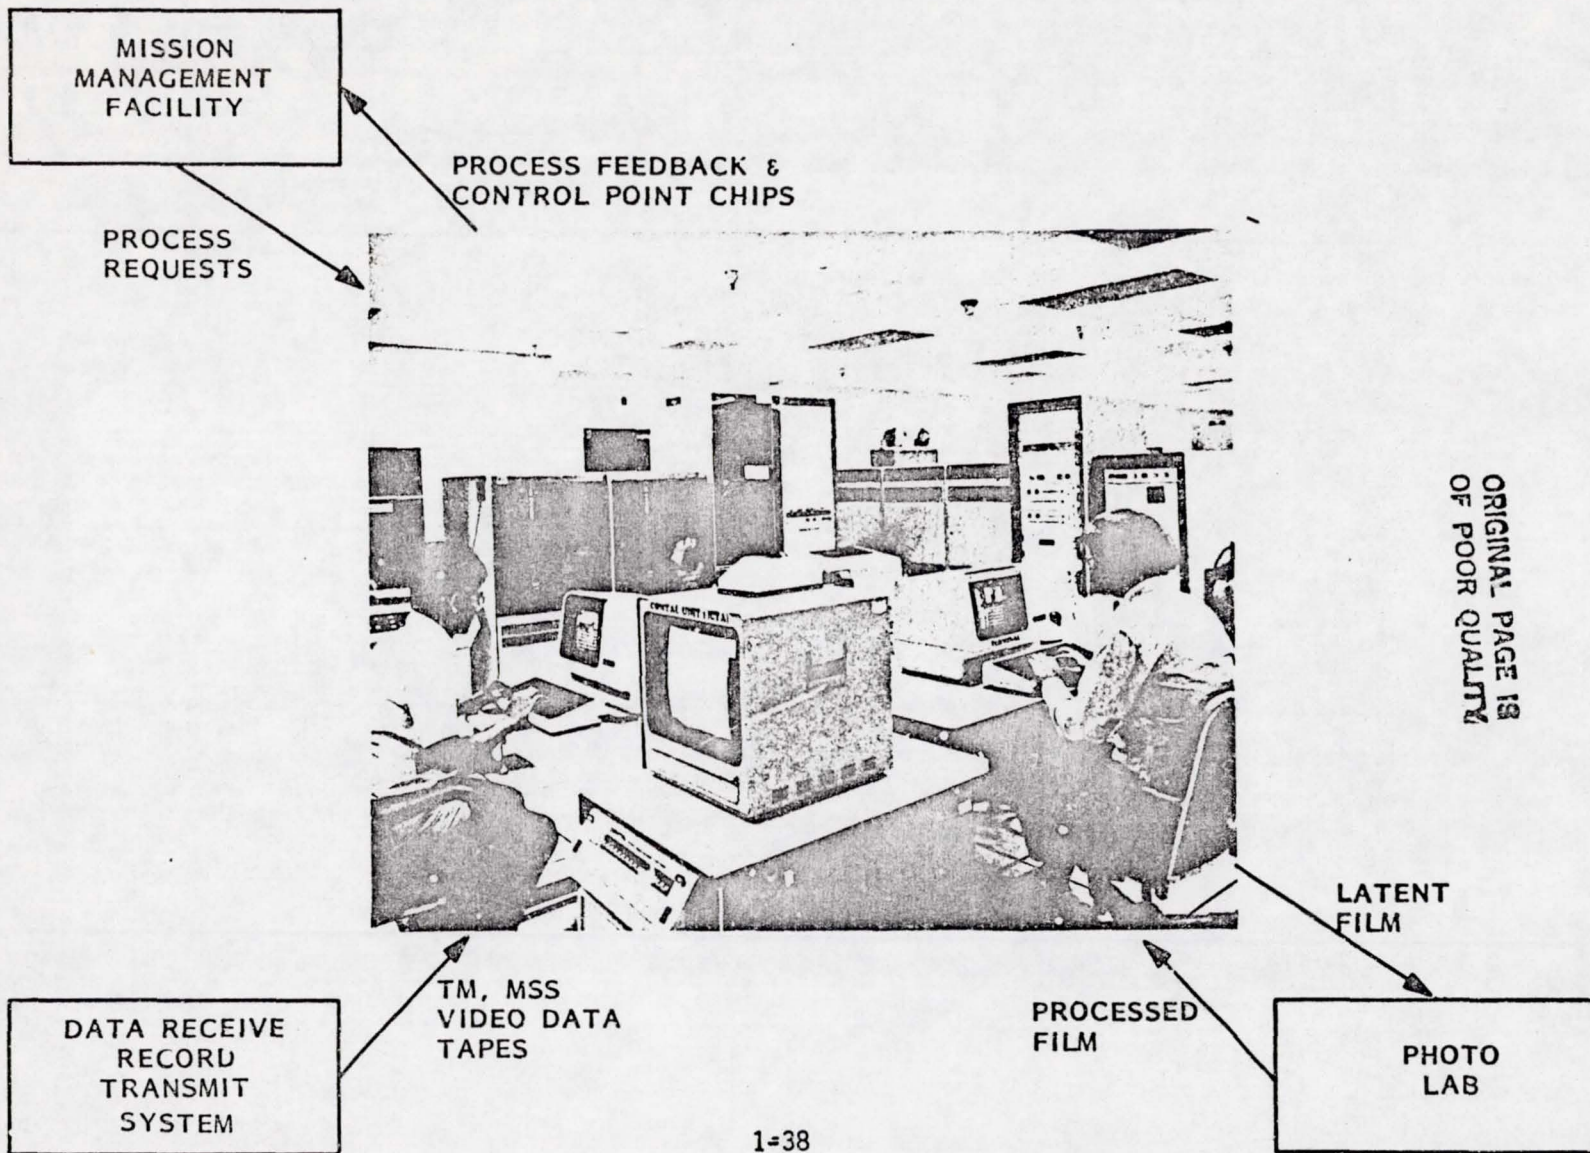 MISSION
MANAGEMENT
FACILITY
PROCESS FEEDBACK &
CONTROL POINT CHIPS
PROCESS
REQUESTS
ORIGINAL PAGE IS
OF POOR QUALITY
LATENT
FILM
TM, MSS
VIDEO DATA
TAPES
PROCESSED
FILM
DATA RECEIVE
RECORD
TRANSMIT
SYSTEM
PHOTO
LAB
1=38